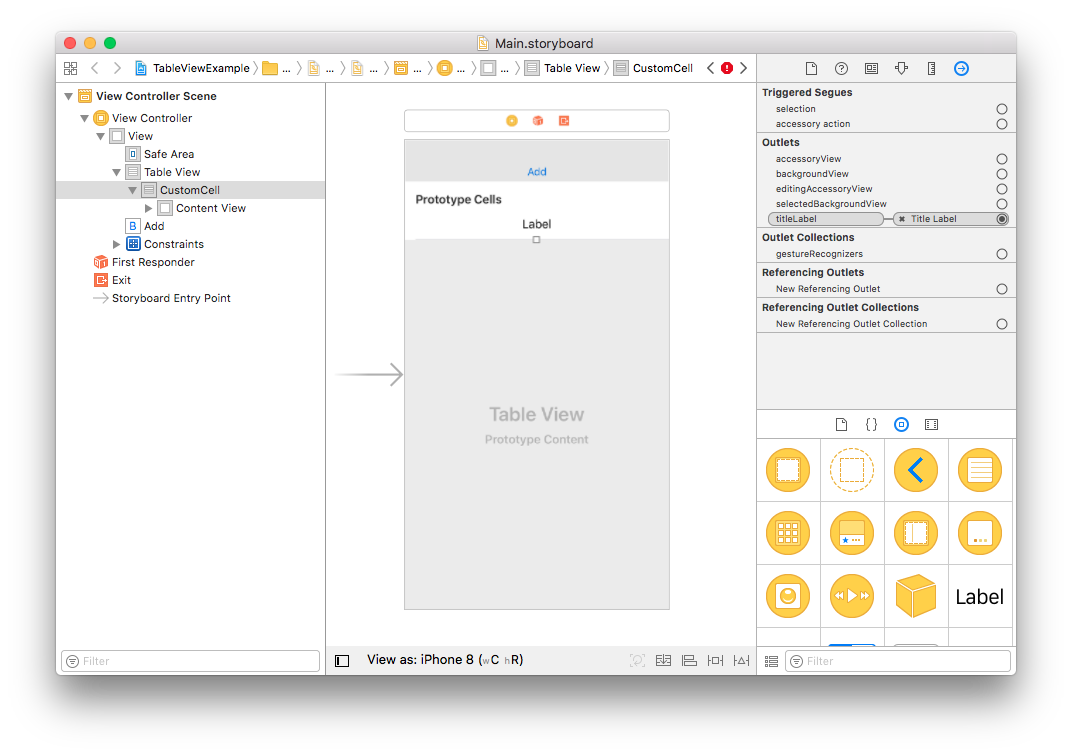 Main.storyboard
TableViewExample ... ... ... ... ... ... Table View CustomCell
View Controller Scene
View Controller
View
Safe Area
Table View
CustomCell
Content View
B Add
Constraints
First Responder
Exit
Storyboard Entry Point
Filter
Add
Prototype Cells
Label
Table View
Prototype Content
View as: iPhone 8 (wC hR)
Triggered Segues
selection
accessory action
Outlets
accessoryView
backgroundView
editingAccessoryView
selectedBackgroundView
titleLabel Title Label
Outlet Collections
gestureRecognizers
Referencing Outlets
New Referencing Outlet
Referencing Outlet Collections
New Referencing Outlet Collection
{}
Label
Filter